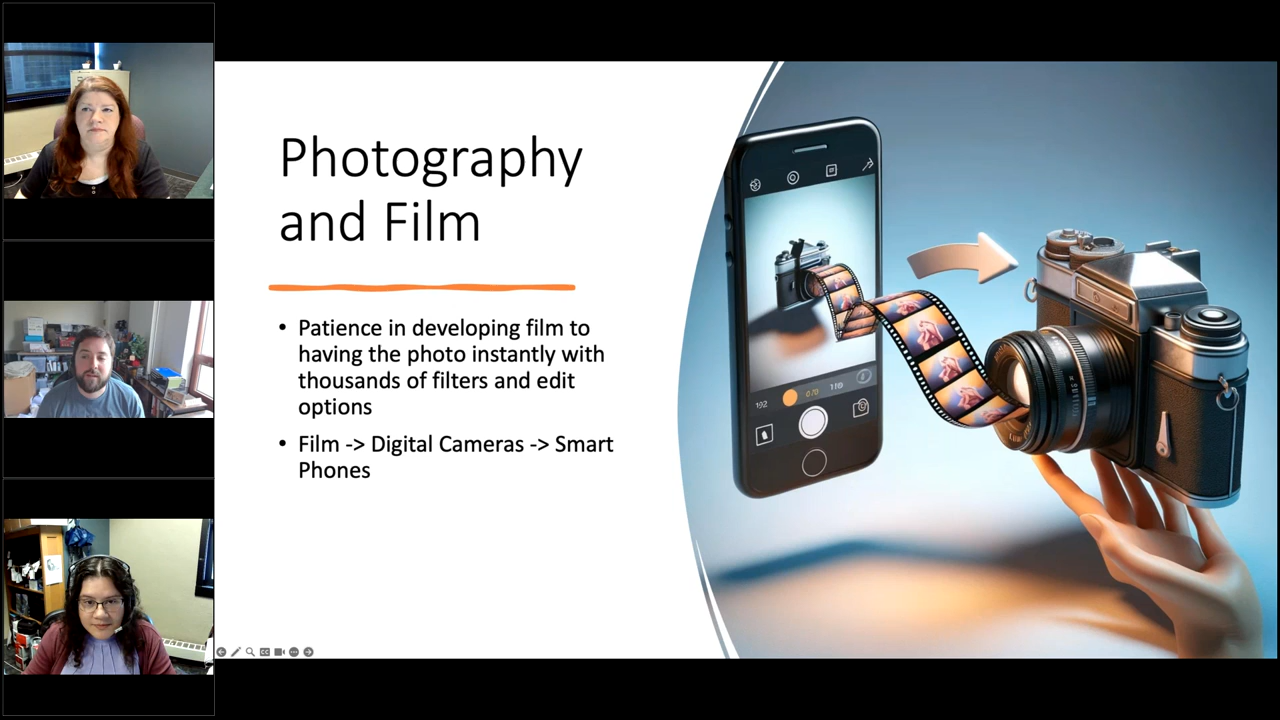 Photography
and Film
• Patience in developing film to
having the photo instantly with
thousands of filters and edit
options
• Film -> Digital Cameras -> Smart
Phones
192